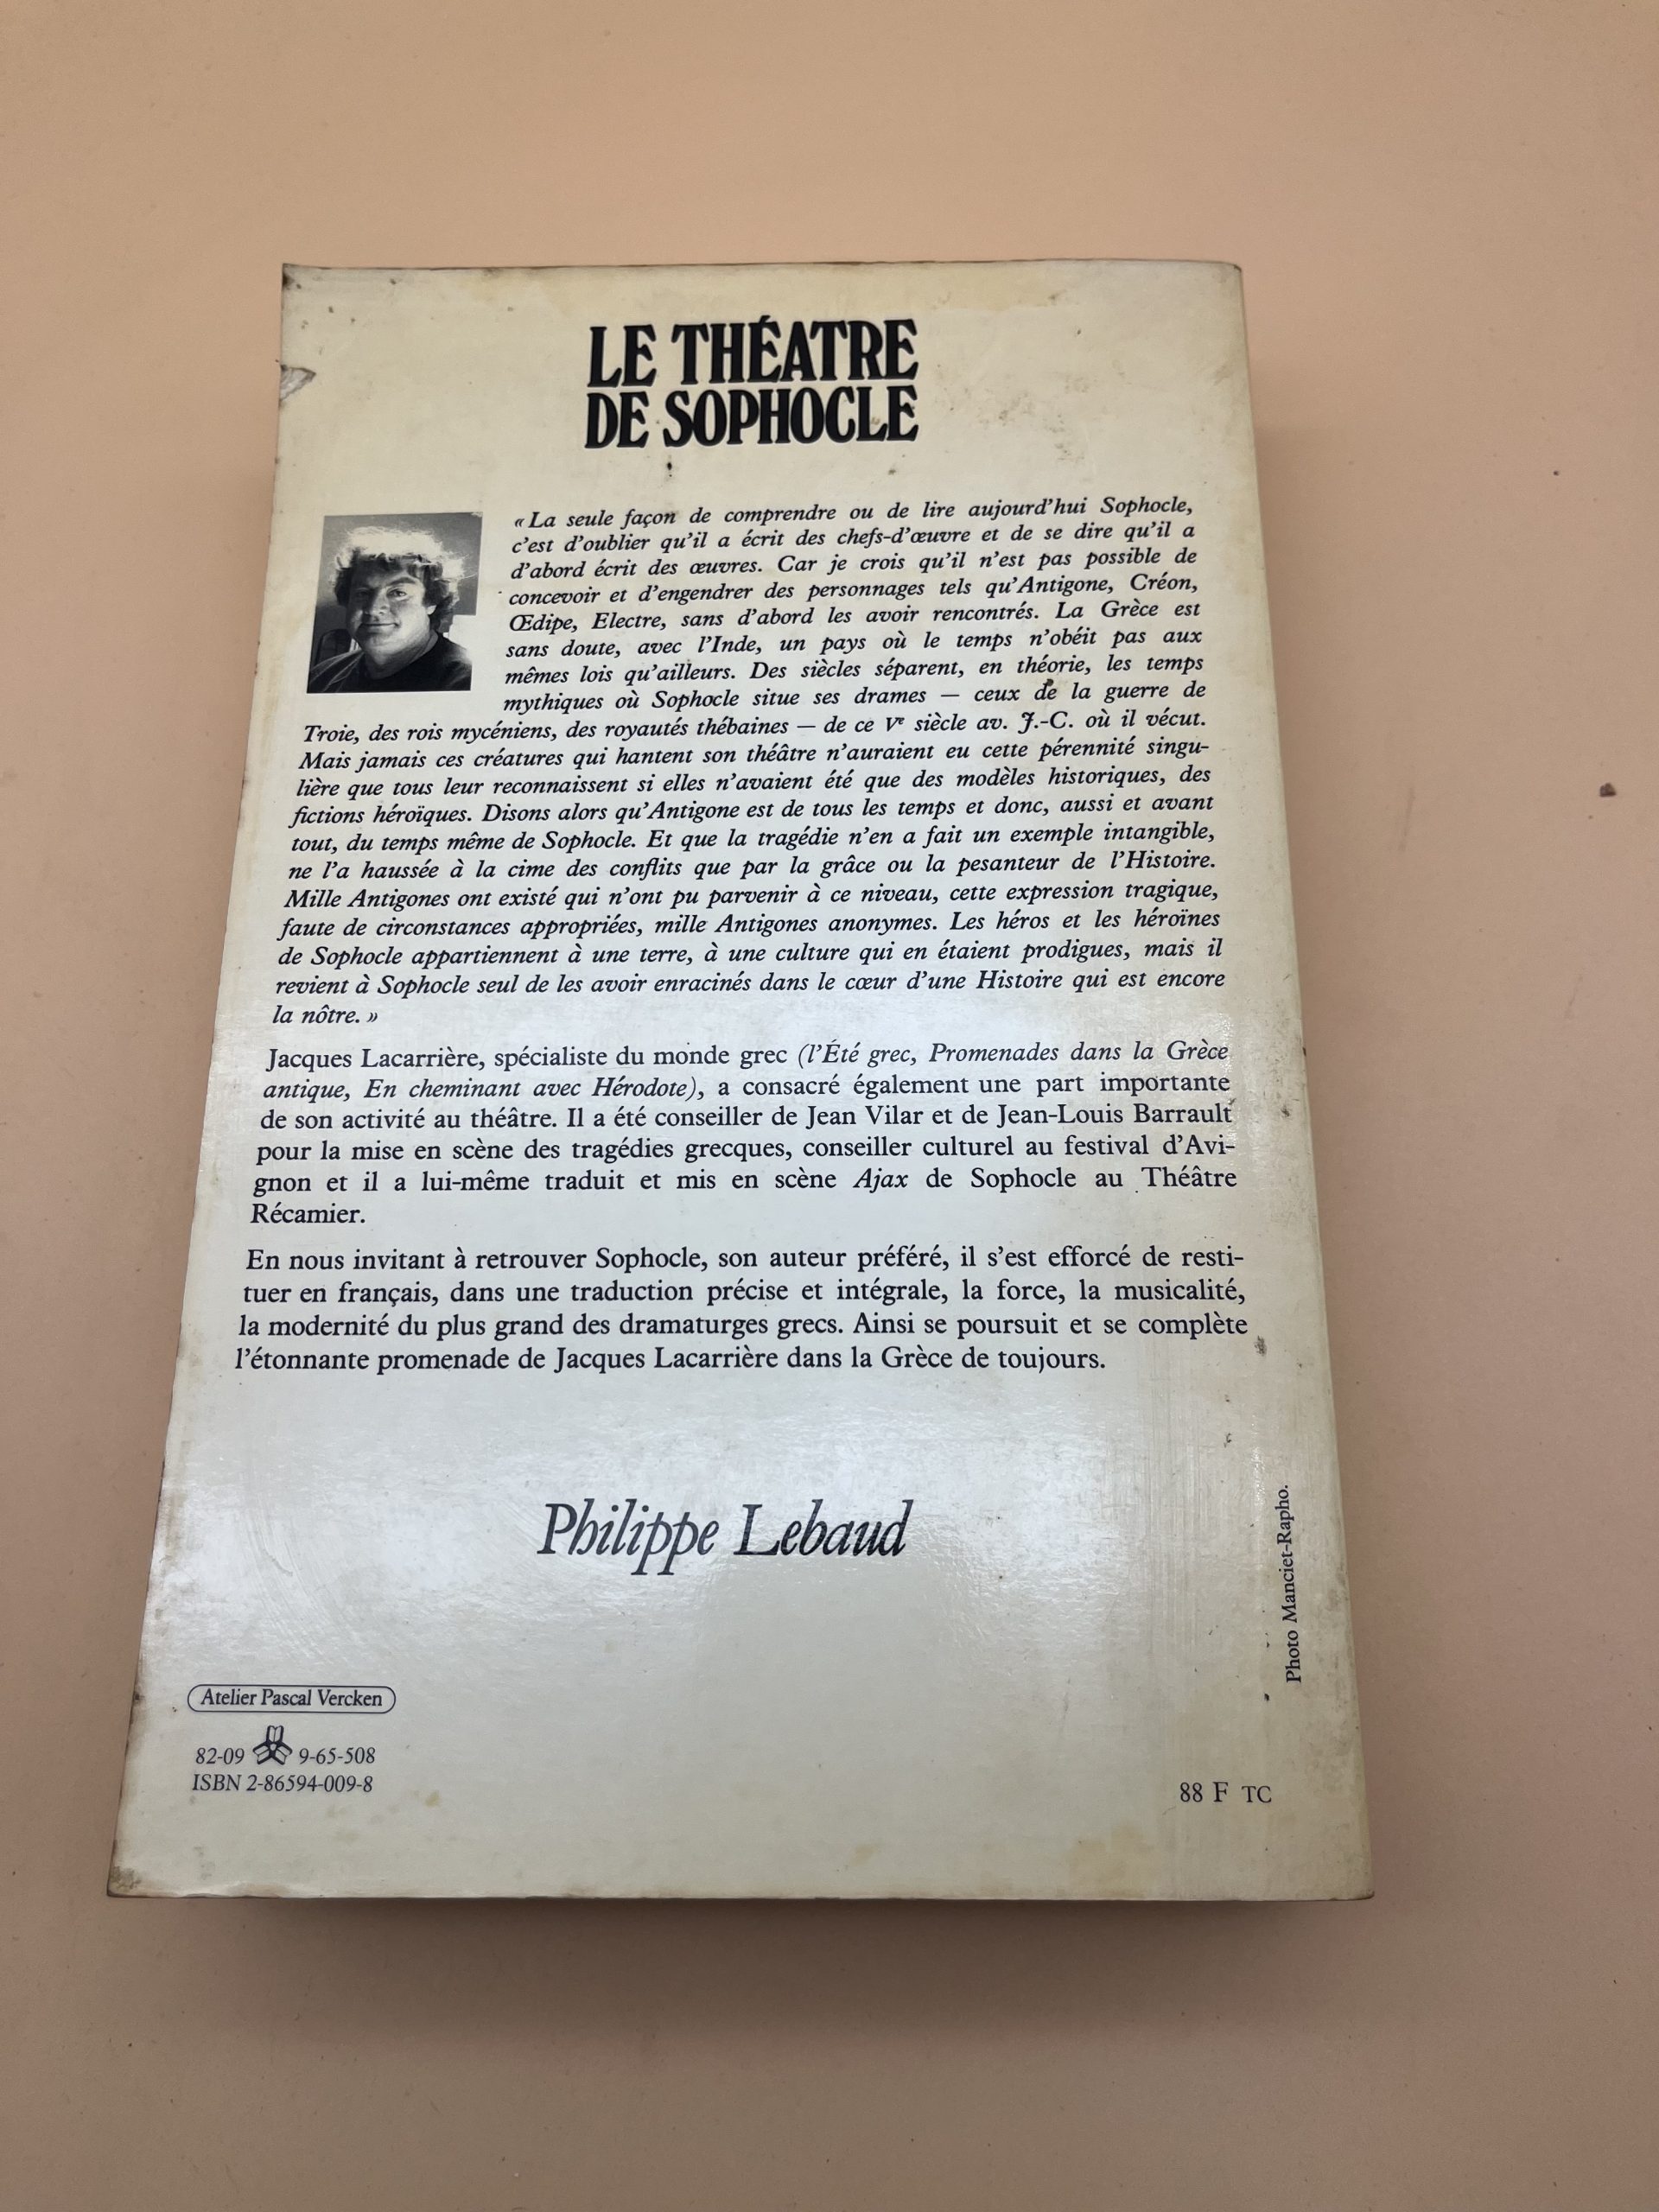 LE THÉATRE
DE SOPHOCLE
« La seule façon de comprendre ou de lire aujourd'hui Sophocle,
c'est d'oublier qu'il a écrit des chefs-d'œuvre et de se dire qu'il a
d'abord écrit des œuvres. Car je crois qu'il n'est pas possible de
concevoir et d'engendrer des personnages tels qu'Antigone, Créon,
Œdipe, Electre, sans d'abord les avoir rencontrés. La Grèce est
sans doute, avec l'Inde, un pays où le temps n'obéit pas aux
mêmes lois qu'ailleurs. Des siècles séparent, en théorie, les temps
mythiques où Sophocle situe ses drames — ceux de la guerre de
Troie, des rois mycéniens, des royautés thébaines — de ce Vᵉ siècle av. J.-C. où il vécut.
Mais jamais ces créatures qui hantent son théâtre n'auraient eu cette pérennité singu-
lière que tous leur reconnaissent si elles n'avaient été que des modèles historiques, des
fictions héroïques. Disons alors qu'Antigone est de tous les temps et donc, aussi et avant
tout, du temps même de Sophocle. Et que la tragédie n'en a fait un exemple intangible,
ne l'a haussée à la cime des conflits que par la grâce ou la pesanteur de l'Histoire.
Mille Antigones ont existé qui n'ont pu parvenir à ce niveau, cette expression tragique,
faute de circonstances appropriées, mille Antigones anonymes. Les héros et les héroïnes
de Sophocle appartiennent à une terre, à une culture qui en étaient prodigues, mais il
revient à Sophocle seul de les avoir enracinés dans le cœur d'une Histoire qui est encore
la nôtre. »
Jacques Lacarrière, spécialiste du monde grec (l'Été grec, Promenades dans la Grèce
antique, En cheminant avec Hérodote), a consacré également une part importante
de son activité au théâtre. Il a été conseiller de Jean Vilar et de Jean-Louis Barrault
pour la mise en scène des tragédies grecques, conseiller culturel au festival d'Avi-
gnon et il a lui-même traduit et mis en scène Ajax de Sophocle au Théâtre
Récamier.
En nous invitant à retrouver Sophocle, son auteur préféré, il s'est efforcé de resti-
tuer en français, dans une traduction précise et intégrale, la force, la musicalité,
la modernité du plus grand des dramaturges grecs. Ainsi se poursuit et se complète
l'étonnante promenade de Jacques Lacarrière dans la Grèce de toujours.
Philippe Lebaud
Photo Manciet-Rapho.
Atelier Pascal Vercken
82-09 9-65-508
ISBN 2-86594-009-8
88 F TC